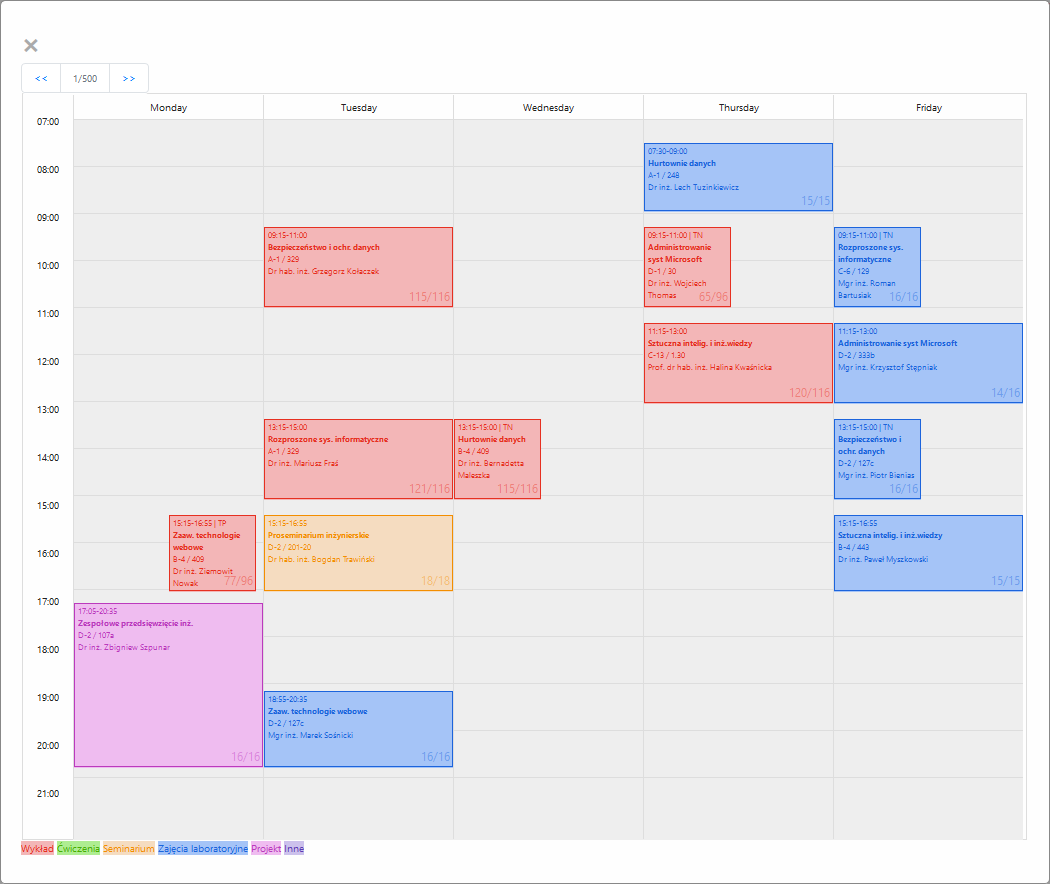 ×
<< 1/500 >>
Monday Tuesday Wednesday Thursday Friday
07:00
08:00
09:00
10:00
11:00
12:00
13:00
14:00
15:00
16:00
17:00
18:00
19:00
20:00
21:00
15:15-16:55 | TP
Zaaw. technologie
webowe
B-4 / 409
Dr inż. Ziemowit
Nowak
77/96
17:05-20:35
Zespołowe przedsięwzięcie inż.
D-2 / 107a
Dr inż. Zbigniew Szpunar
16/16
09:15-11:00
Bezpieczeństwo i ochr. danych
A-1 / 329
Dr hab. inż. Grzegorz Kołaczek
115/116
13:15-15:00
Rozproszone sys. informatyczne
A-1 / 329
Dr inż. Mariusz Fraś
121/116
15:15-16:55
Proseminarium inżynierskie
D-2 / 201-20
Dr hab. inż. Bogdan Trawiński
18/18
18:55-20:35
Zaaw. technologie webowe
D-2 / 127c
Mgr inż. Marek Sośnicki
16/16
13:15-15:00 | TN
Hurtownie danych
B-4 / 409
Dr inż. Bernadetta
Maleszka
115/116
07:30-09:00
Hurtownie danych
A-1 / 248
Dr inż. Lech Tuzinkiewicz
15/15
09:15-11:00 | TN
Administrowanie
syst Microsoft
D-1 / 30
Dr inż. Wojciech
Thomas
65/96
11:15-13:00
Sztuczna intelig. i inż.wiedzy
C-13 / 1.30
Prof. dr hab. inż. Halina Kwaśnicka
120/116
09:15-11:00 | TN
Rozproszone sys.
informatyczne
C-6 / 129
Mgr inż. Roman
Bartusiak
16/16
11:15-13:00
Administrowanie syst Microsoft
D-2 / 333b
Mgr inż. Krzysztof Stępniak
14/16
13:15-15:00 | TN
Bezpieczeństwo i
ochr. danych
D-2 / 127c
Mgr inż. Piotr Bienias
16/16
15:15-16:55
Sztuczna intelig. i inż.wiedzy
B-4 / 443
Dr inż. Paweł Myszkowski
15/15
Wykład Ćwiczenia Seminarium Zajęcia laboratoryjne Projekt Inne